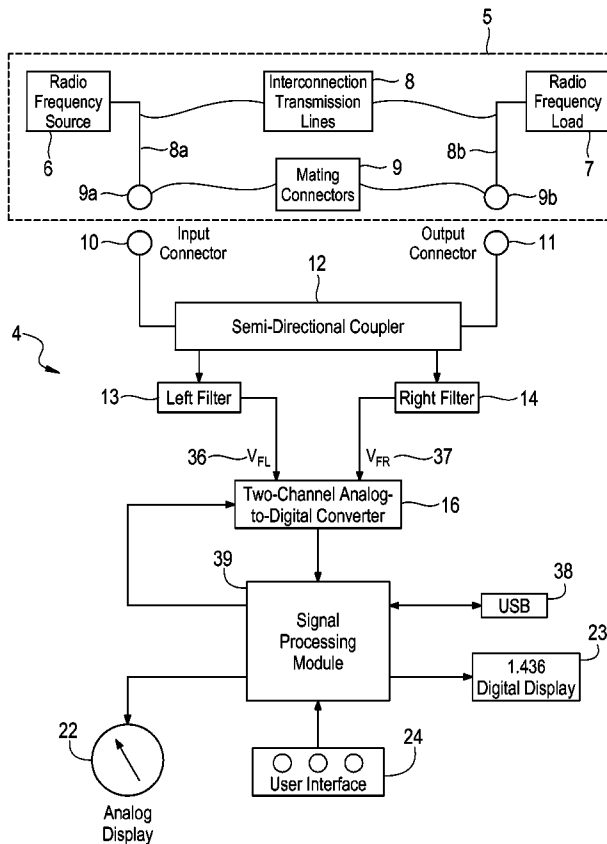 5
Radio
Frequency
Source
6
Interconnection
Transmission
Lines
8
Radio
Frequency
Load
7
8a
8b
9a
Mating
Connectors
9
9b
10
Input
Connector
Output
Connector
11
12
Semi-Directional Coupler
4
13
Left Filter
Right Filter
14
36
VFL
VFR
37
Two-Channel Analog-
to-Digital Converter
16
39
Signal
Processing
Module
USB
38
1.436
Digital Display
23
22
Analog
Display
User Interface
24